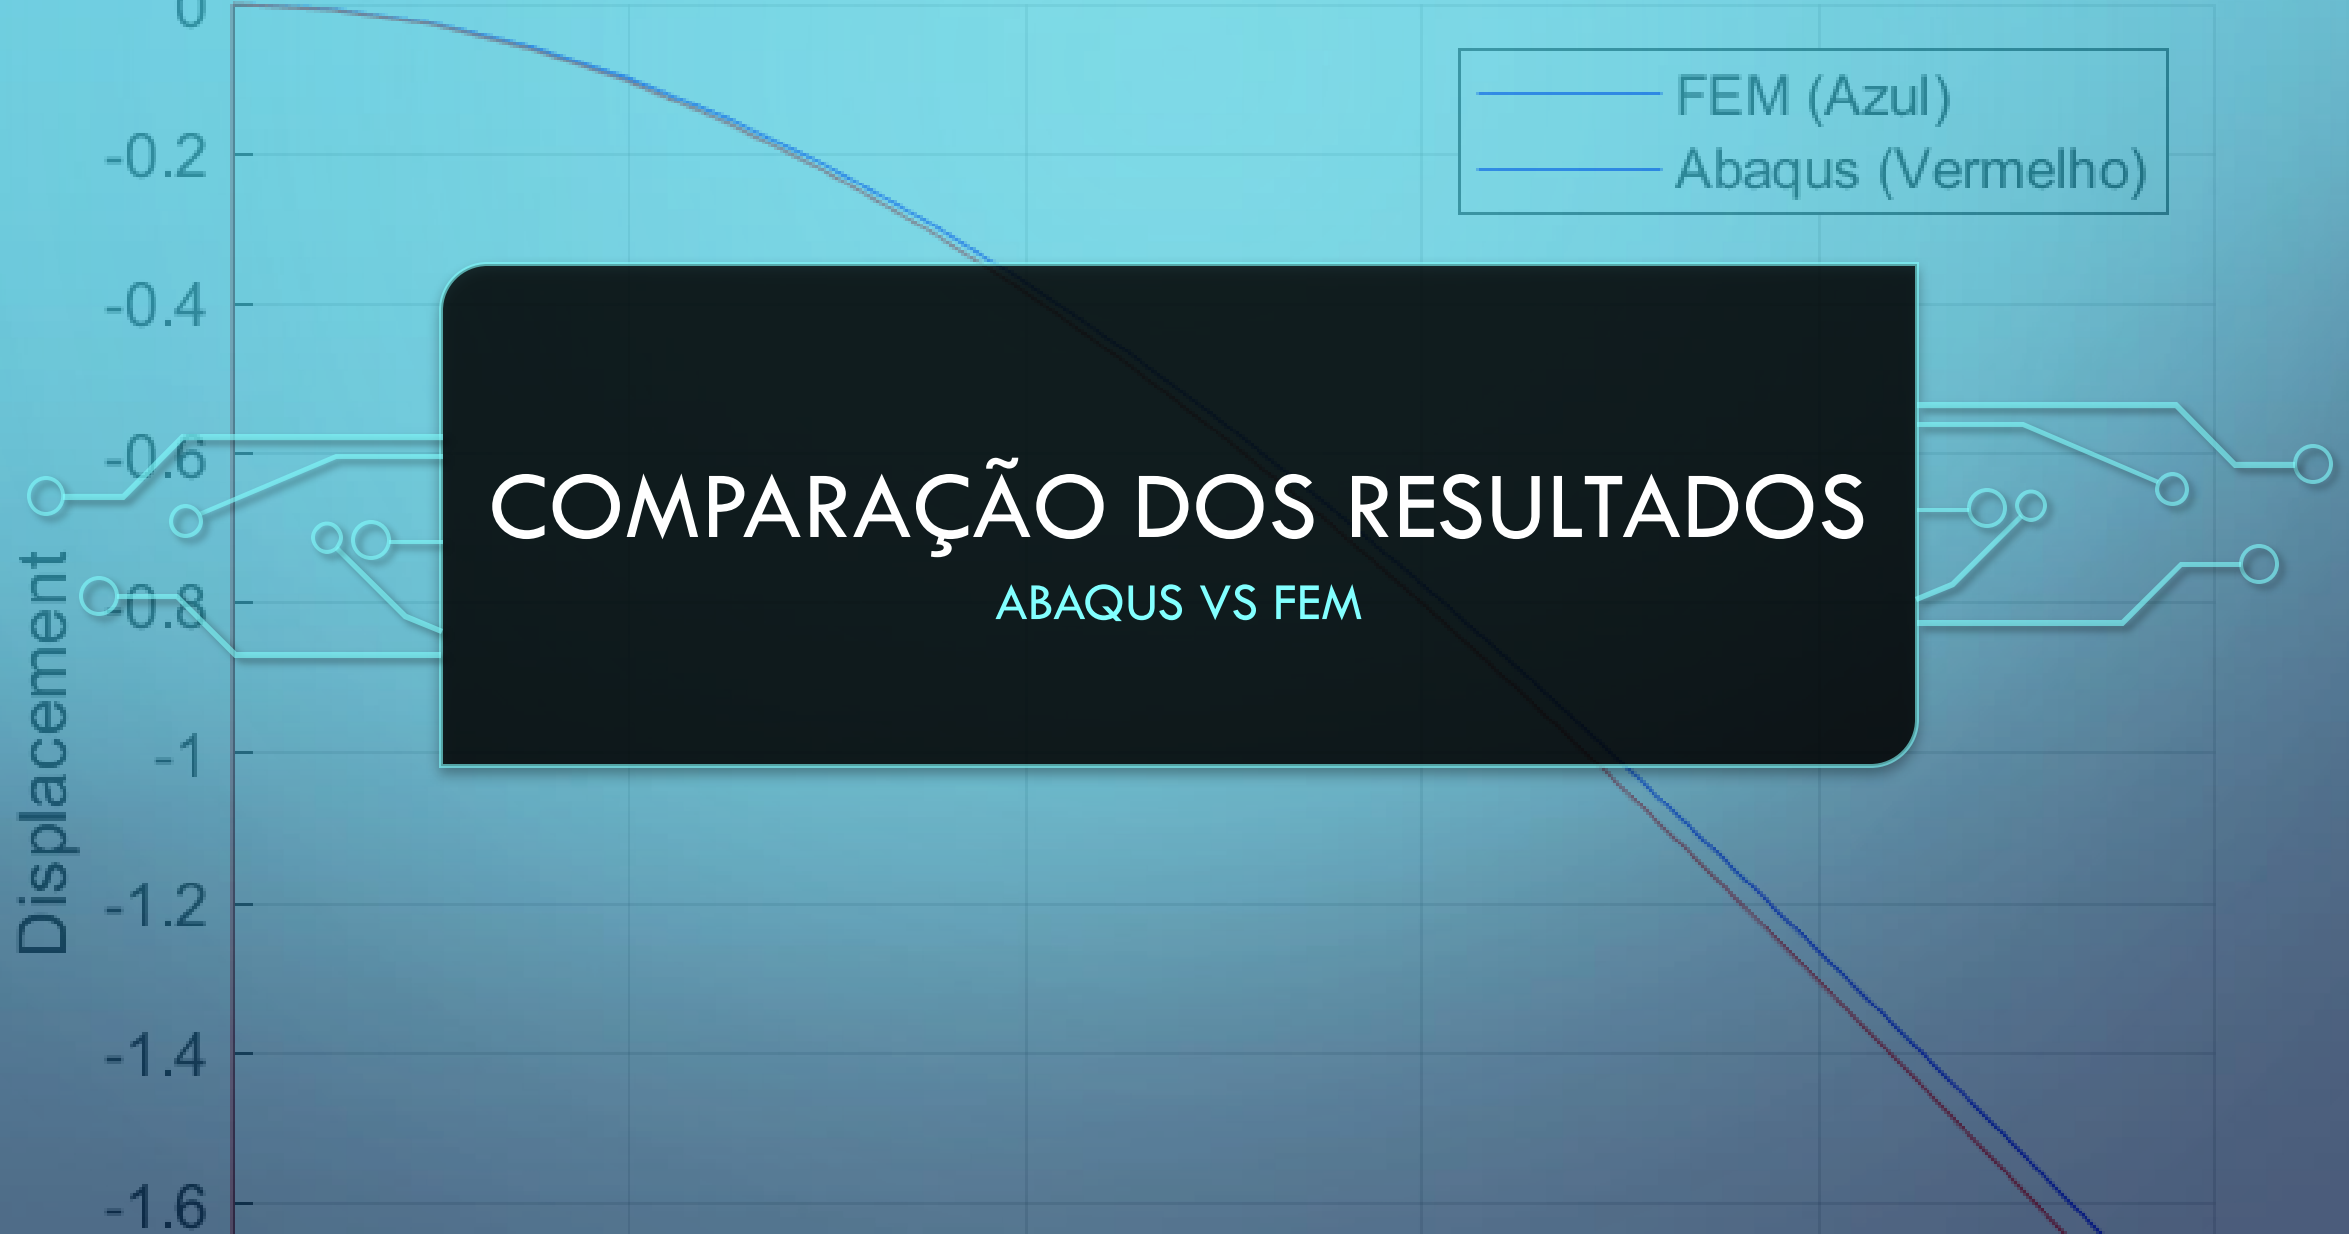 0
FEM (Azul)
-0.2
Abaqus (Vermelho)
-0.4
-0.6
COMPARAÇÃO DOS RESULTADOS
-0.8
ABAQUS VS FEM
Displacement
-1
-1.2
-1.4
-1.6